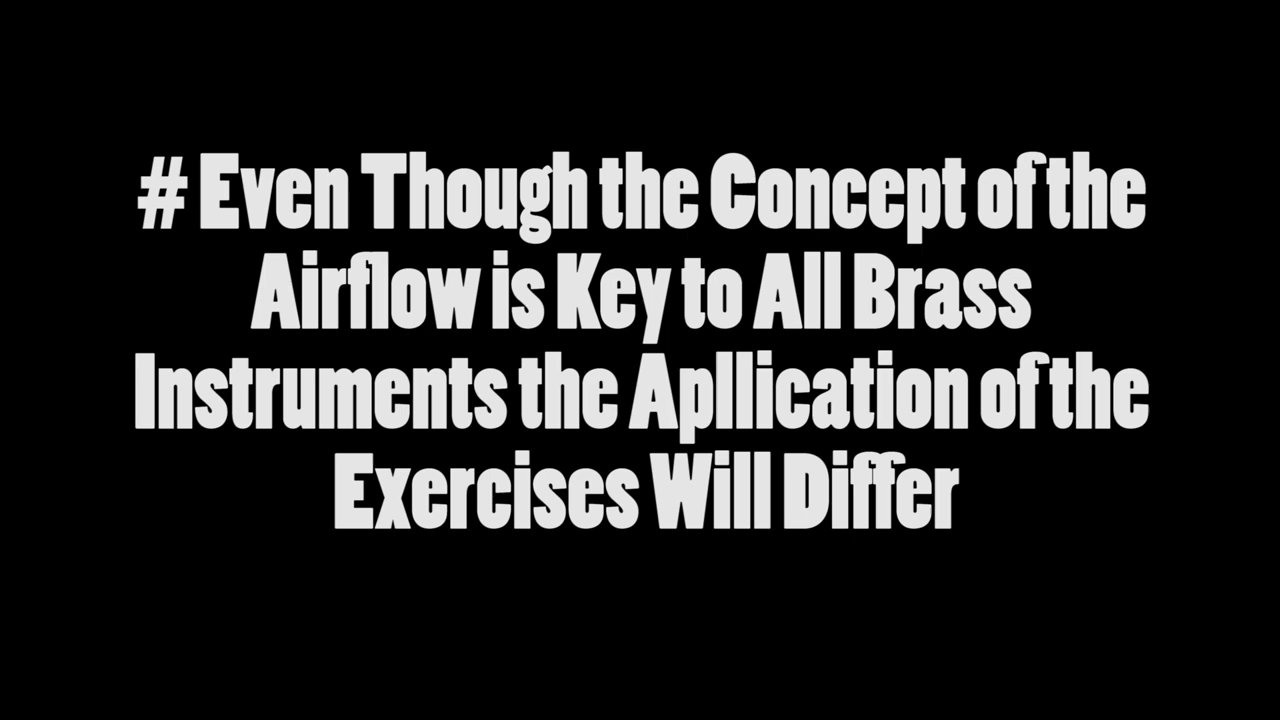 # Even Though the Concept of the
Airflow is Key to All Brass
Instruments the Apllication of the
Exercises Will Differ